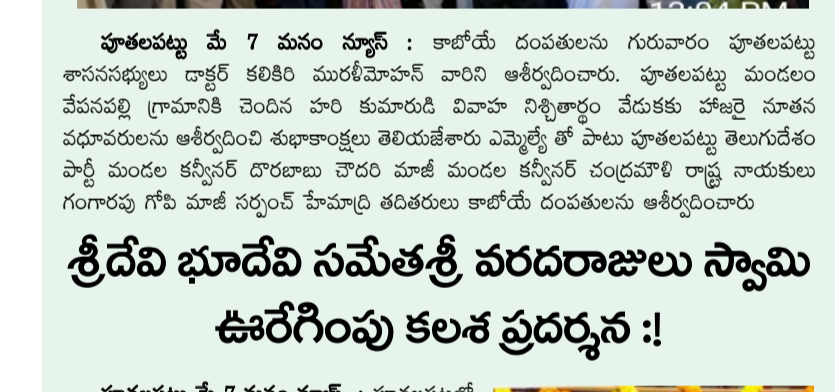 పూతలపట్టు మే 7 మనం న్యూస్ : కాబోయే దంపతులను గురువారం పూతలపట్టు
శాసనసభ్యులు డాక్టర్ కలికిరి మురళీమోహన్ వారిని ఆశీర్వదించారు. పూతలపట్టు మండలం
వేపనపల్లి గ్రామానికి చెందిన హరి కుమారుడి వివాహ నిశ్చితార్థం వేడుకకు హాజరై నూతన
వధూవరులను ఆశీర్వదించి శుభాకాంక్షలు తెలియజేశారు ఎమ్మెల్యే తో పాటు పూతలపట్టు తెలుగుదేశం
పార్టీ మండల కన్వీనర్ దొరబాబు చౌదరి మాజీ మండల కన్వీనర్ చంద్రమౌళి రాష్ట్ర నాయకులు
గంగారపు గోపి మాజీ సర్పంచ్ హేమాద్రి తదితరులు కాబోయే దంపతులను ఆశీర్వదించారు
శ్రీదేవి భూదేవి సమేతశ్రీ వరదరాజులు స్వామి
ఊరేగింపు కలశ ప్రదర్శన :!